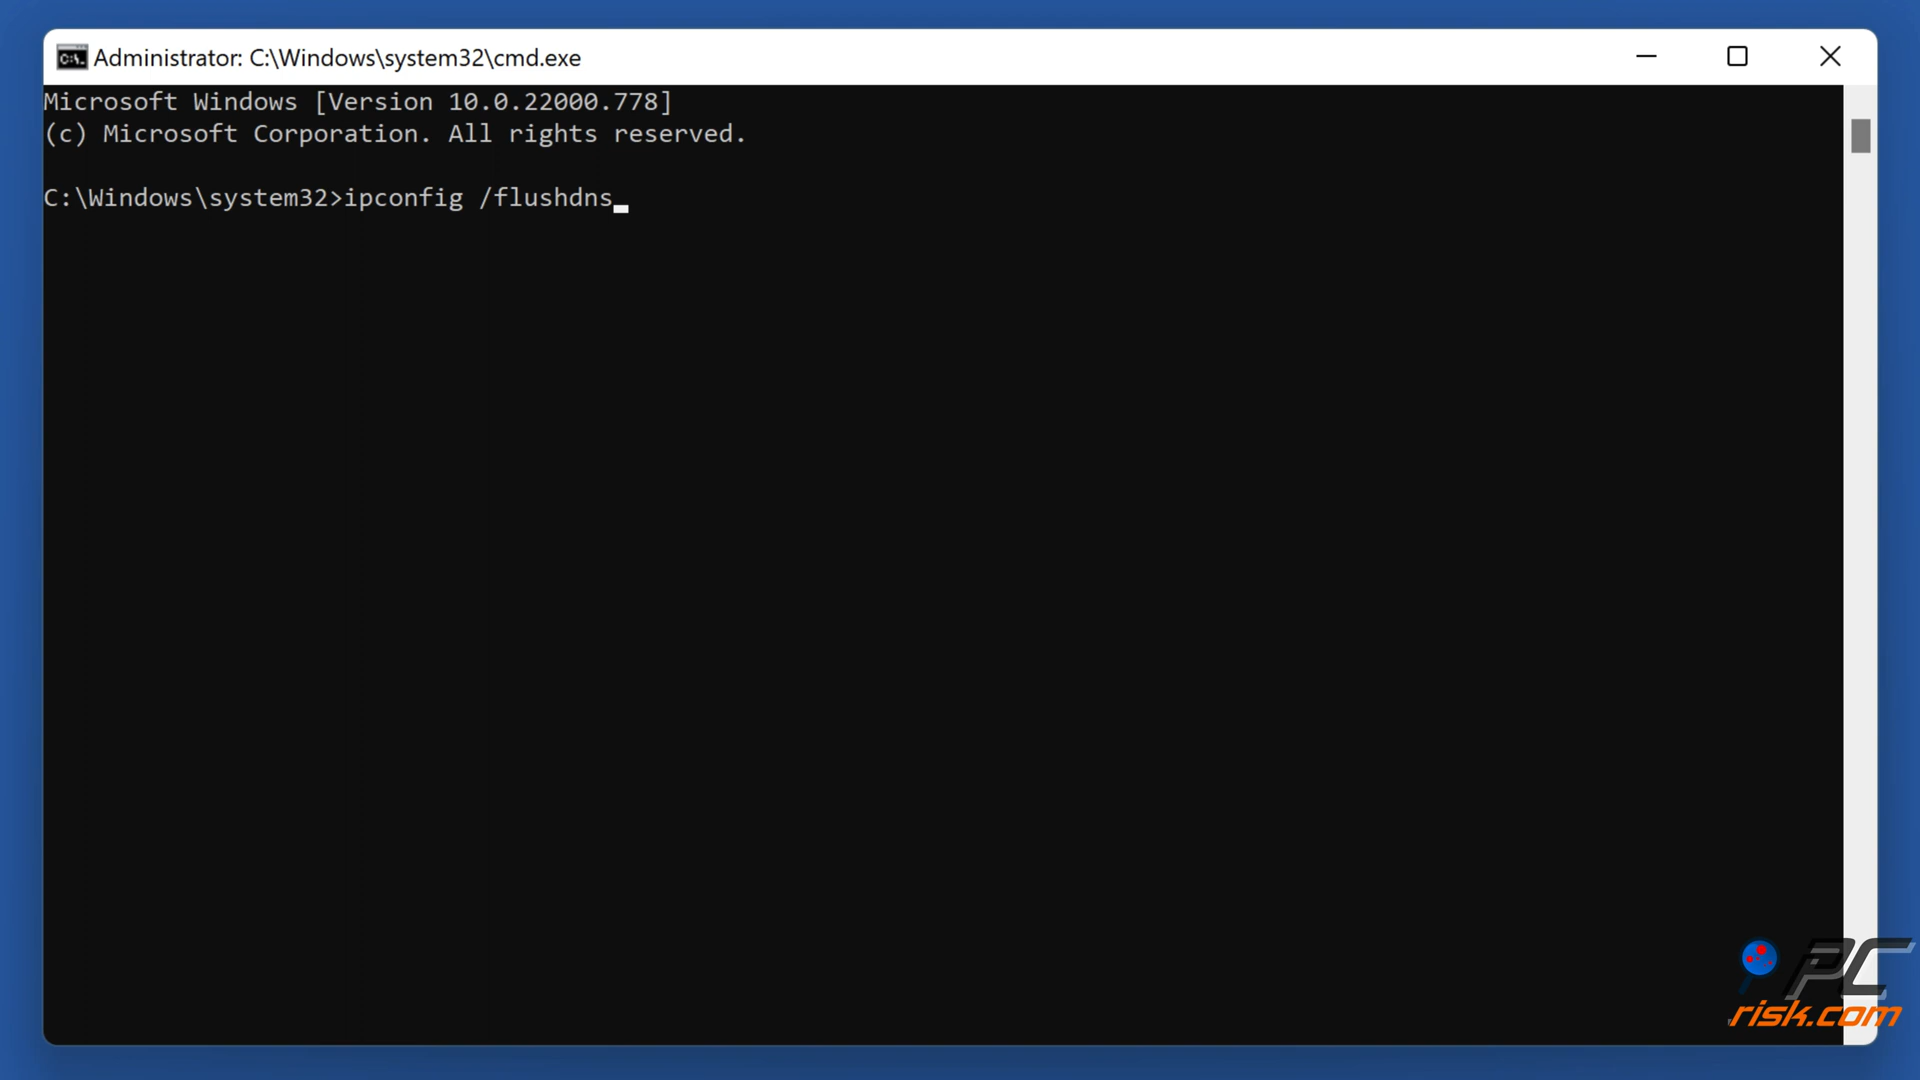 Administrator: C:\Windows\system32\cmd.exe
Microsoft Windows [Version 10.0.22000.778]
(c) Microsoft Corporation. All rights reserved.
C:\Windows\system32>ipconfig /flushdns
PC
risk.com